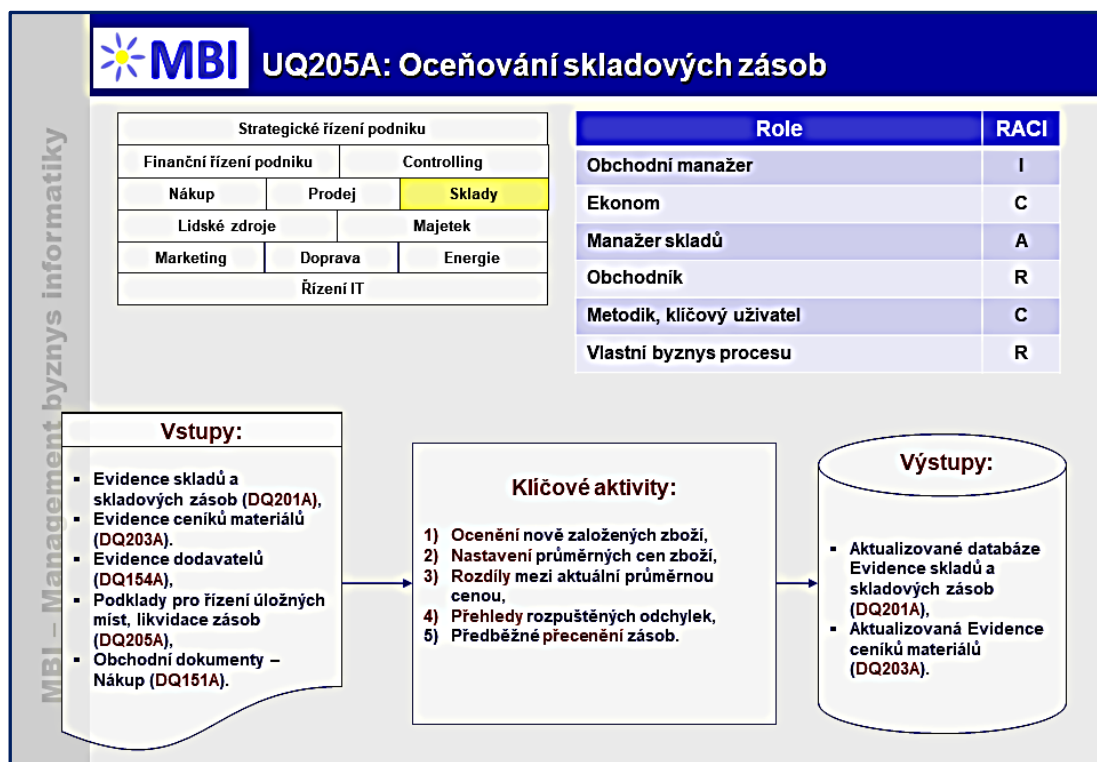 MBI
UQ205A: Oceňování skladových zásob
MBI – Management byznys informatiky
Strategické řízení podniku
Finanční řízení podniku Controlling
Nákup Prodej Sklady
Lidské zdroje Majetek
Marketing Doprava Energie
Řízení IT
Role RACI
Obchodní manažer I
Ekonom C
Manažer skladů A
Obchodník R
Metodik, klíčový uživatel C
Vlastní byznys procesu R
Vstupy:
▪ Evidence skladů a
skladových zásob (DQ201A),
▪ Evidence ceníků materiálů
(DQ203A).
▪ Evidence dodavatelů
(DQ154A),
▪ Podklady pro řízení úložných
míst, likvidace zásob
(DQ205A),
▪ Obchodní dokumenty –
Nákup (DQ151A).
Klíčové aktivity:
1) Ocenění nově založených zboží,
2) Nastavení průměrných cen zboží,
3) Rozdíly mezi aktuální průměrnou
cenou,
4) Přehledy rozpuštěných odchylek,
5) Předběžné přecenění zásob.
Výstupy:
▪ Aktualizované databáze
Evidence skladů a
skladových zásob
(DQ201A),
▪ Aktualizovaná Evidence
ceníků materiálů
(DQ203A).